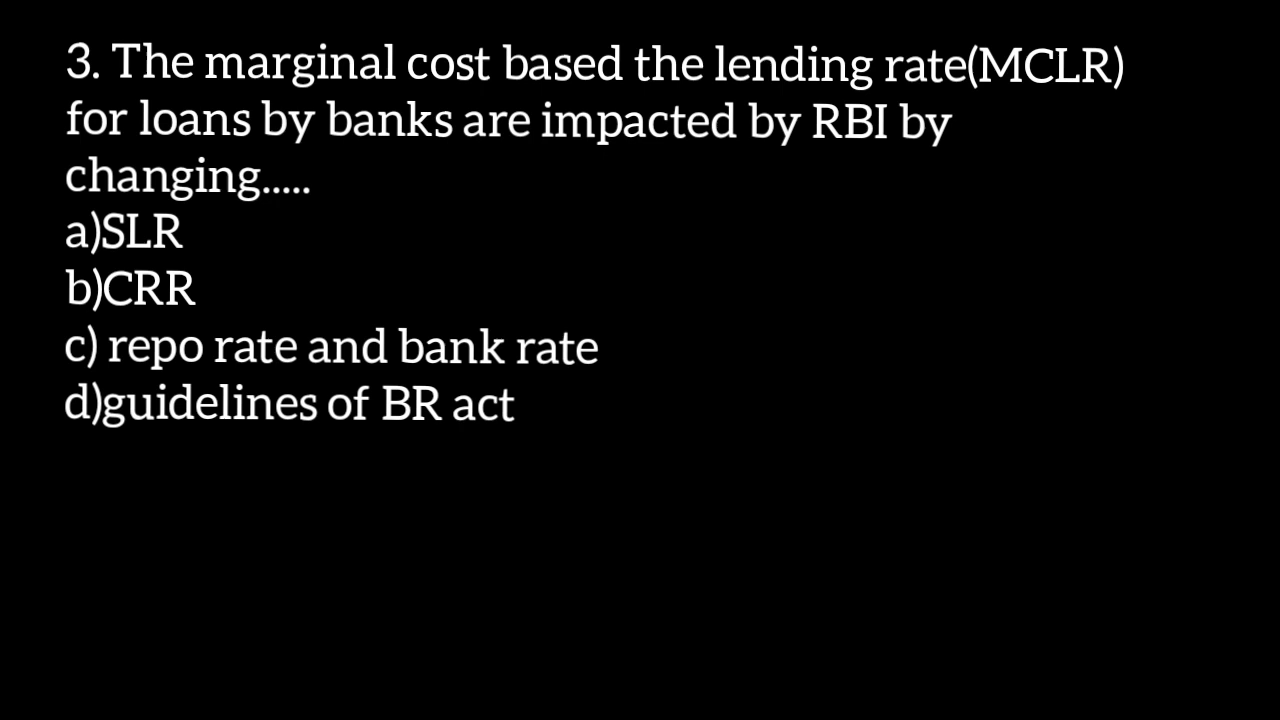 3. The marginal cost based the lending rate(MCLR)
for loans by banks are impacted by RBI by
changing.....
a)SLR
b)CRR
c) repo rate and bank rate
d)guidelines of BR act